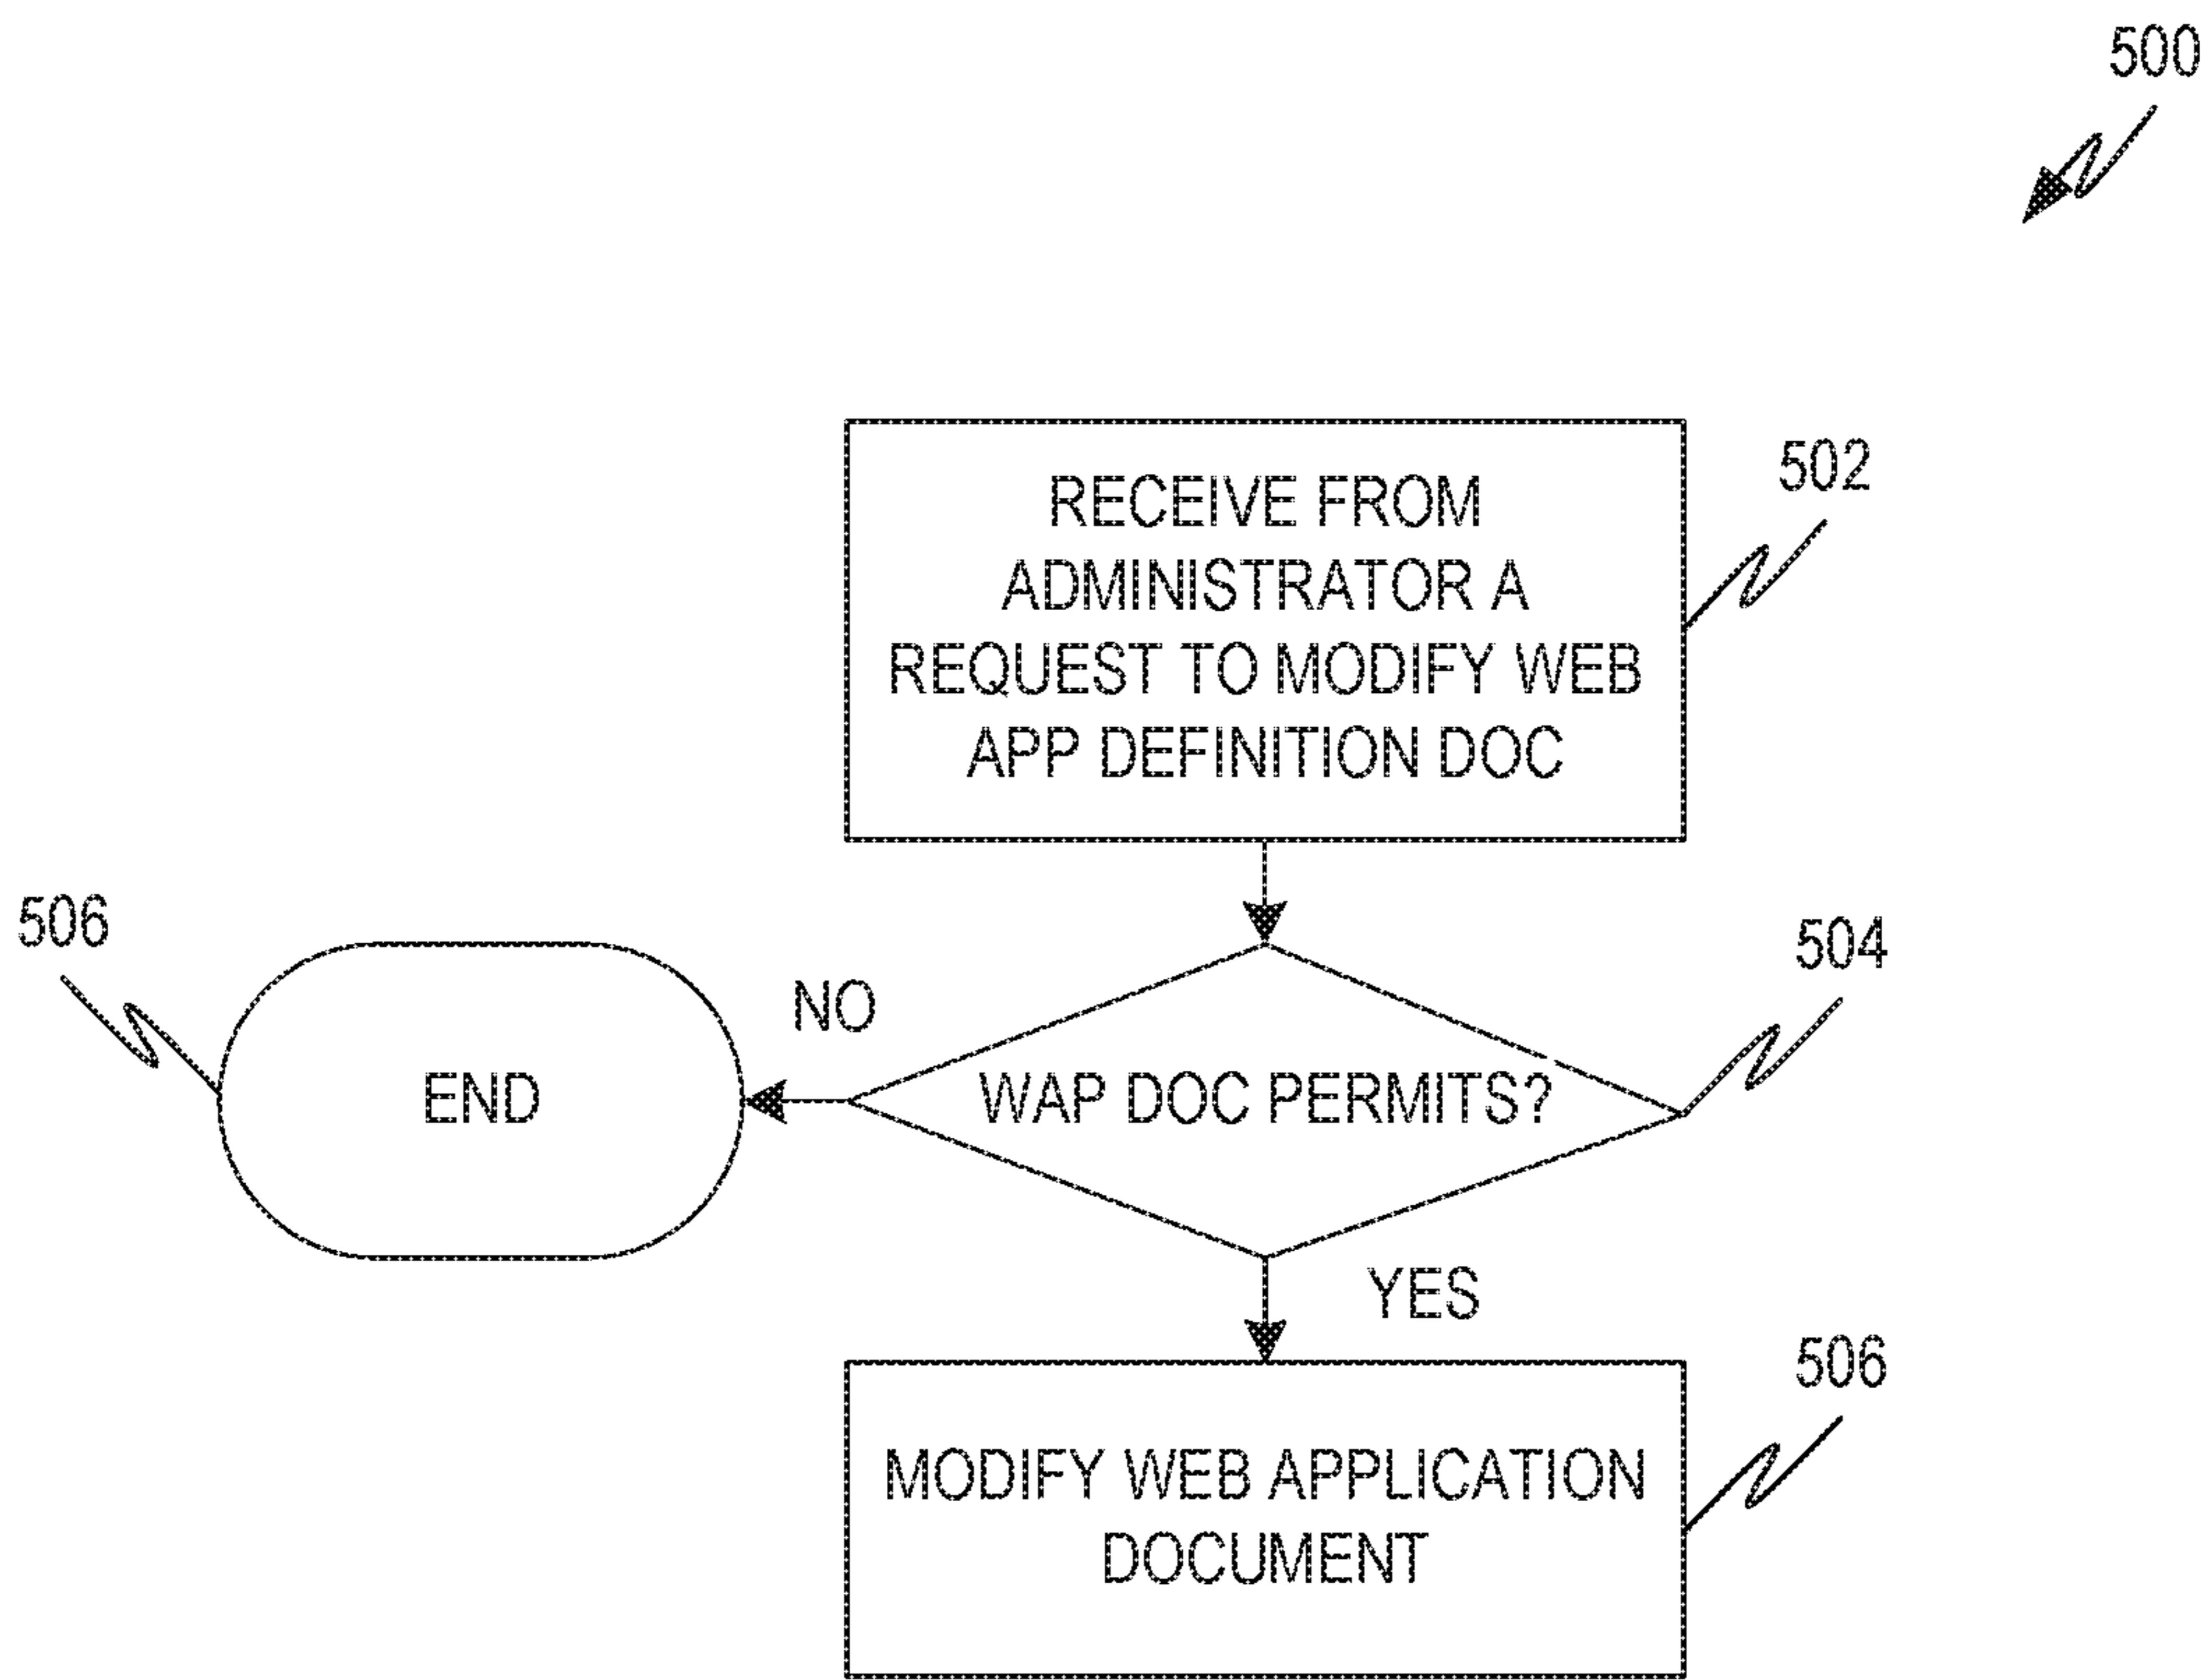 500
RECEIVE FROM
ADMINISTRATOR A
REQUEST TO MODIFY WEB
APP DEFINITION DOC
502
506
END
NO
WAP DOC PERMITS?
504
YES
MODIFY WEB APPLICATION
DOCUMENT
506